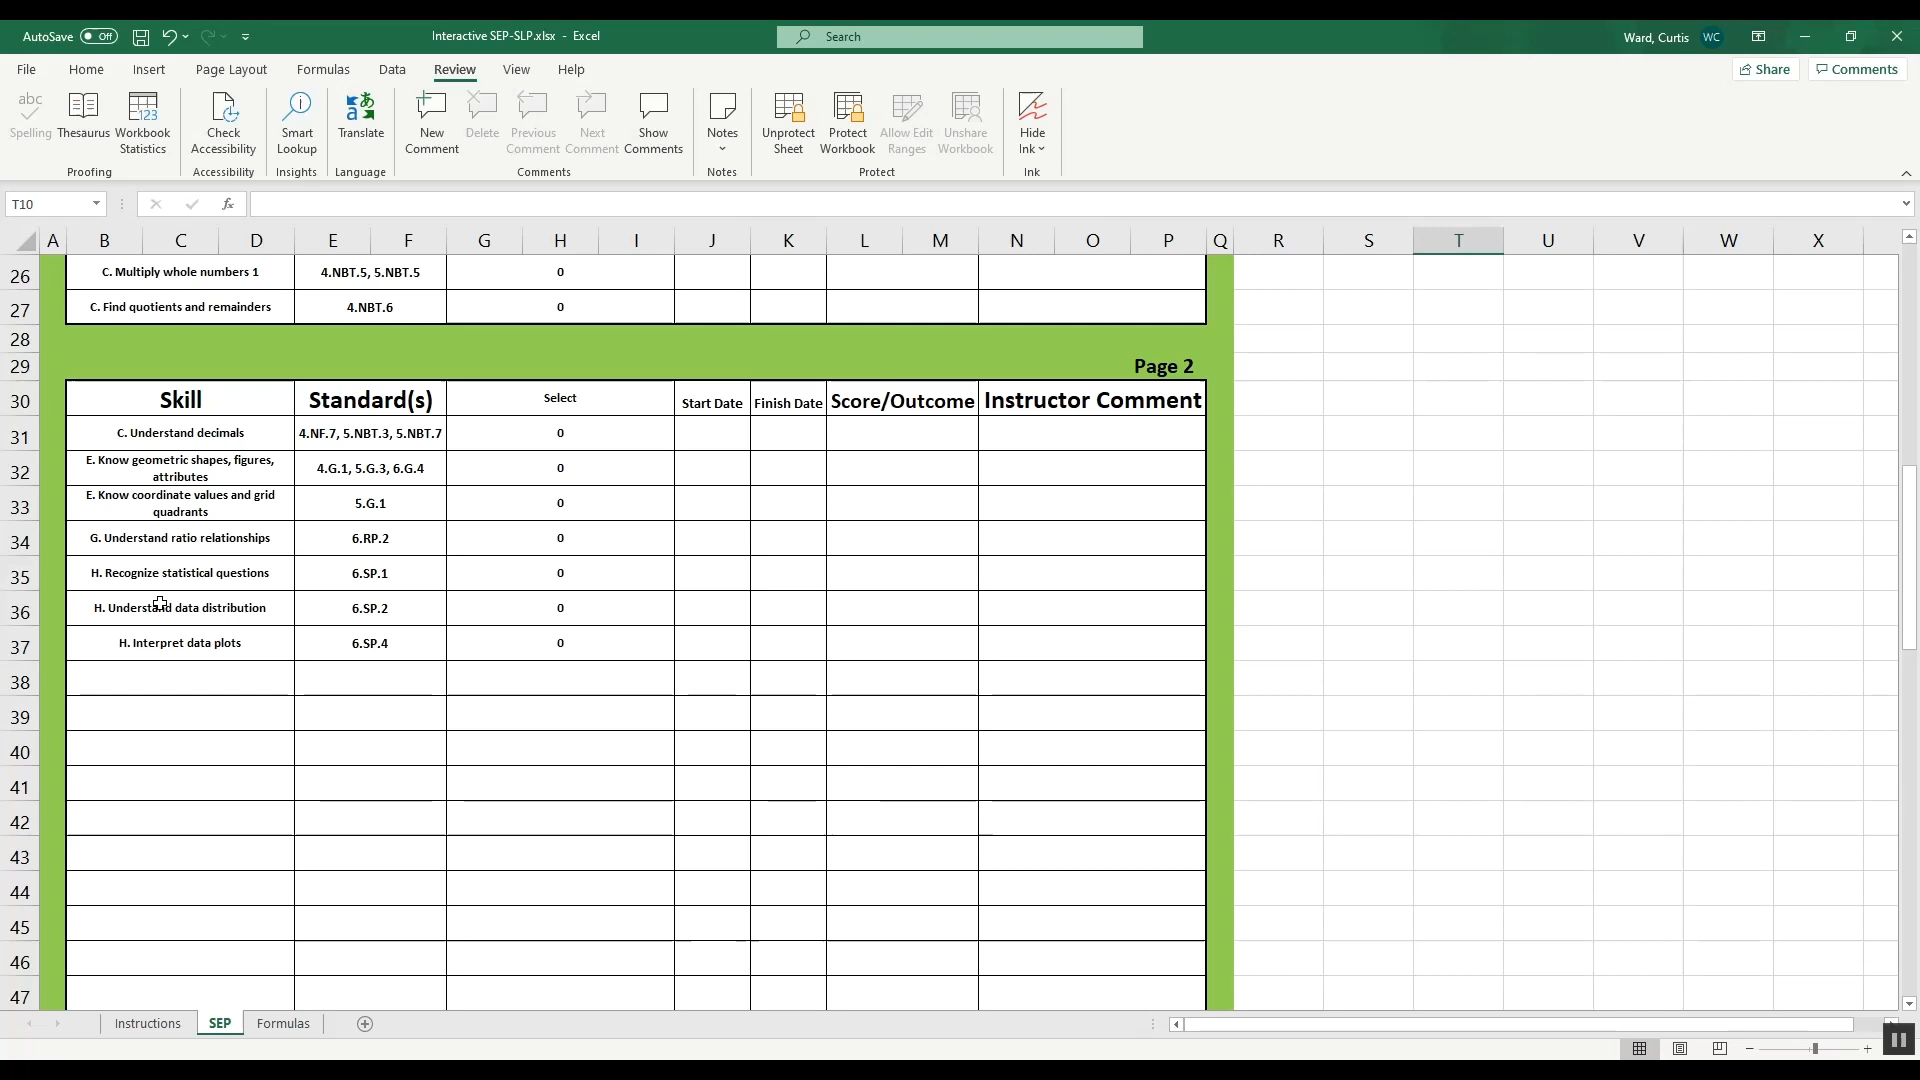 AutoSave Off
Interactive SEP-SLP.xlsx - Excel
Search
Ward, Curtis WC
File Home Insert Page Layout Formulas Data Review View Help
Share Comments
abc
123
Spelling Thesaurus Workbook Statistics
Check Accessibility
Smart Lookup
Translate
New Comment Delete Previous Comment Next Comment Show Comments
Notes
Unprotect Sheet Protect Workbook Allow Edit Ranges Unshare Workbook
Hide Ink
Proofing Accessibility Insights Language Comments Notes Protect Ink
T10 fx
A B C D E F G H I J K L M N O P Q R S T U V W X
26 C. Multiply whole numbers 1 4.NBT.5, 5.NBT.5 0
27 C. Find quotients and remainders 4.NBT.6 0
28
29 Page 2
30 Skill Standard(s) Select Start Date Finish Date Score/Outcome Instructor Comment
31 C. Understand decimals 4.NF.7, 5.NBT.3, 5.NBT.7 0
32 E. Know geometric shapes, figures, attributes 4.G.1, 5.G.3, 6.G.4 0
33 E. Know coordinate values and grid quadrants 5.G.1 0
34 G. Understand ratio relationships 6.RP.2 0
35 H. Recognize statistical questions 6.SP.1 0
36 H. Understand data distribution 6.SP.2 0
37 H. Interpret data plots 6.SP.4 0
38
39
40
41
42
43
44
45
46
47
Instructions SEP Formulas